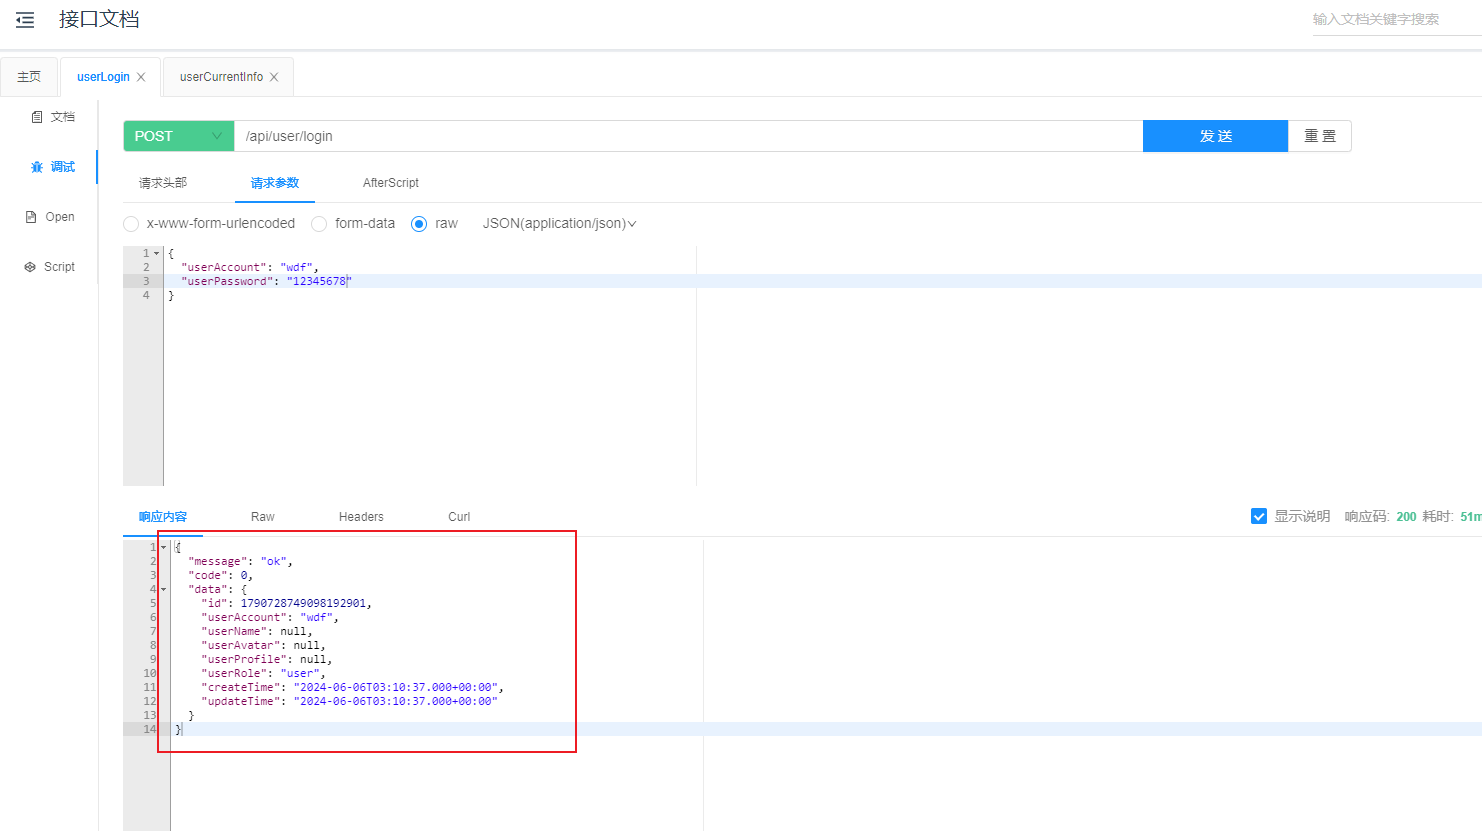 接口文档
输入文档关键字搜索
主页 userLogin userCurrentInfo
文档
调试
Open
Script
POST /api/user/login 发 送 重 置
请求头部 请求参数 AfterScript
x-www-form-urlencoded form-data raw JSON(application/json)
1 {
2 "userAccount": "wdf",
3 "userPassword": "12345678"
4 }
响应内容 Raw Headers Curl
显示说明 响应码: 200 耗时: 51m
1 {
2 "message": "ok",
3 "code": 0,
4 "data": {
5 "id": 1790728749098192901,
6 "userAccount": "wdf",
7 "userName": null,
8 "userAvatar": null,
9 "userProfile": null,
10 "userRole": "user",
11 "createTime": "2024-06-06T03:10:37.000+00:00",
12 "updateTime": "2024-06-06T03:10:37.000+00:00"
13 }
14 }